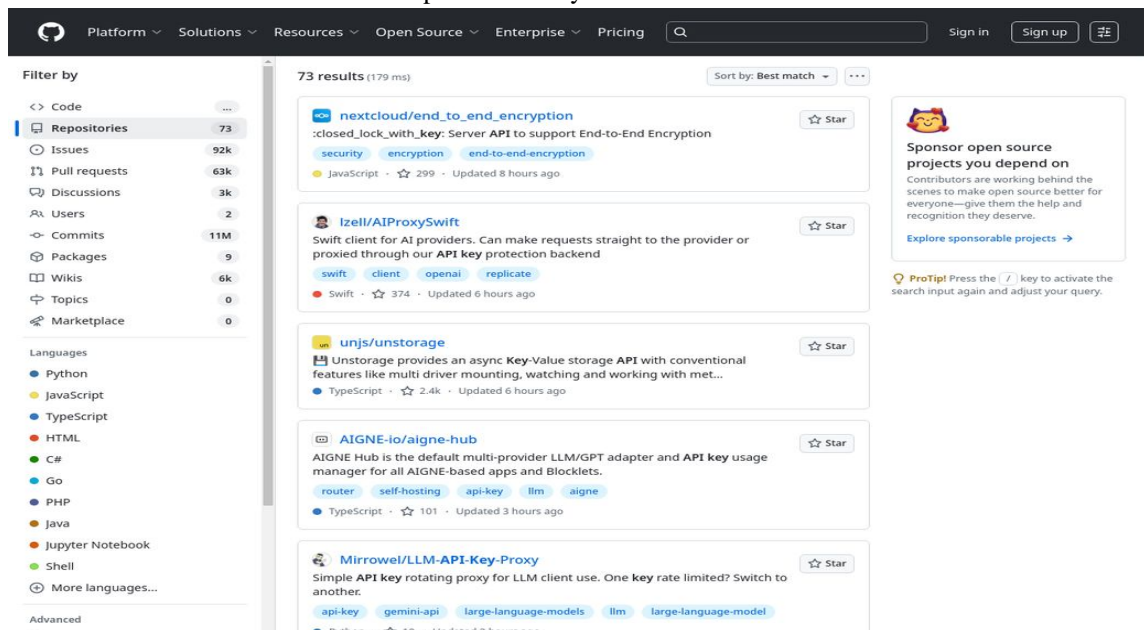 Platform Solutions Resources Open Source Enterprise Pricing Sign in Sign up
Filter by
<> Code ...
Repositories 73
Issues 92k
Pull requests 63k
Discussions 3k
Users 2
Commits 11M
Packages 9
Wikis 6k
Topics 0
Marketplace 0
Languages
Python
JavaScript
TypeScript
HTML
C#
Go
PHP
Java
Jupyter Notebook
Shell
More languages...
Advanced
73 results (179 ms)
Sort by: Best match ...
nextcloud/end_to_end_encryption
Star
:closed_lock_with_key: Server API to support End-to-End Encryption
security encryption end-to-end-encryption
JavaScript · 299 · Updated 8 hours ago
lzell/AIProxySwift
Star
Swift client for AI providers. Can make requests straight to the provider or
proxied through our API key protection backend
swift client openai replicate
Swift · 374 · Updated 6 hours ago
unjs/unstorage
Star
Unstorage provides an async Key-Value storage API with conventional
features like multi driver mounting, watching and working with met...
TypeScript · 2.4k · Updated 6 hours ago
AIGNE-io/aigne-hub
Star
AIGNE Hub is the default multi-provider LLM/GPT adapter and API key usage
manager for all AIGNE-based apps and Blocklets.
router self-hosting api-key llm aigne
TypeScript · 101 · Updated 3 hours ago
Mirrowel/LLM-API-Key-Proxy
Star
Simple API key rotating proxy for LLM client use. One key rate limited? Switch to
another.
api-key gemini-api large-language-models llm large-language-model
Sponsor open source
projects you depend on
Contributors are working behind the
scenes to make open source better for
everyone—give them the help and
recognition they deserve.
Explore sponsorable projects →
ProTip! Press the / key to activate the
search input again and adjust your query.